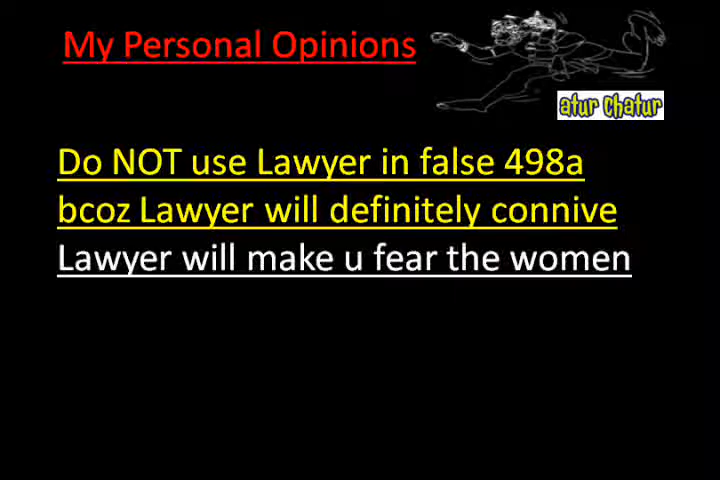 My Personal Opinions
atur chatur
Do NOT use Lawyer in false 498a
bcoz Lawyer will definitely connive
Lawyer will make u fear the women